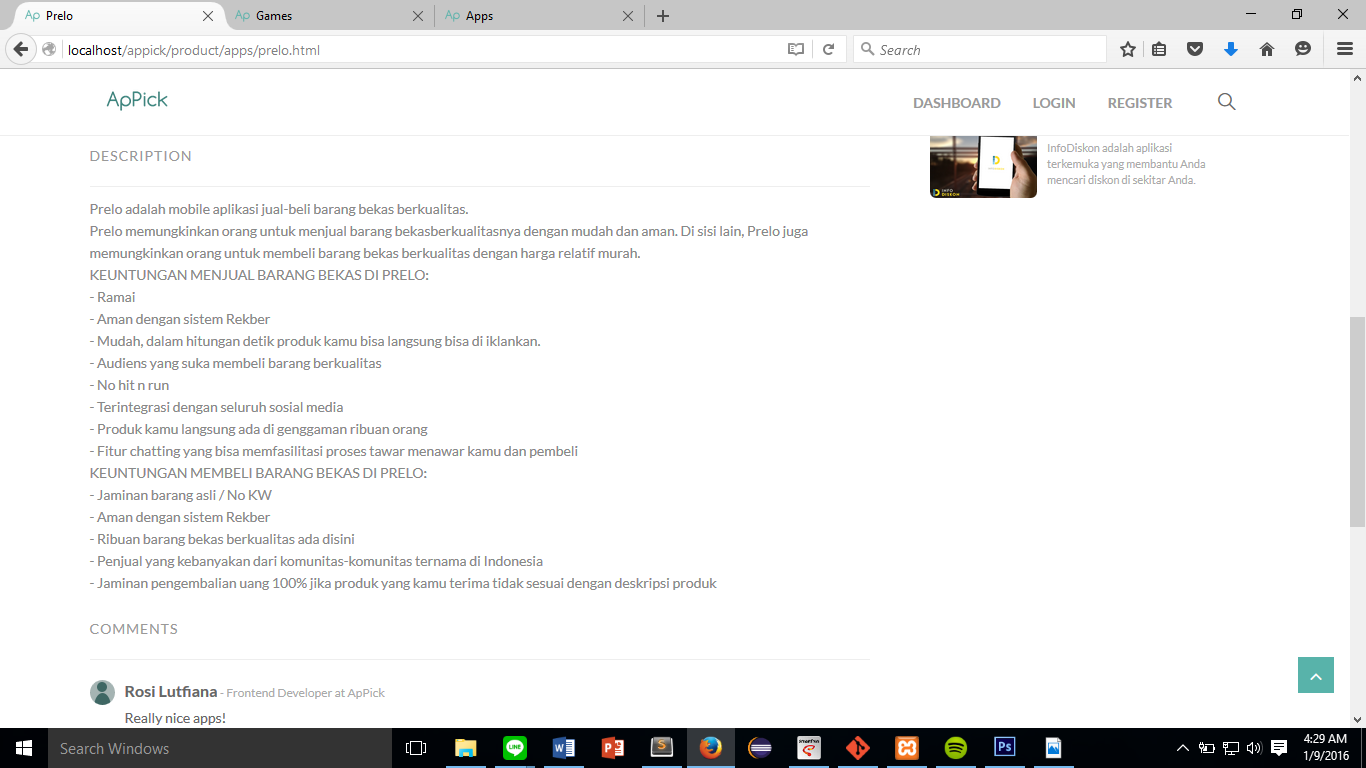 Prelo
Games
Apps
localhost/appick/product/apps/prelo.html
Search
ApPick
DASHBOARD
LOGIN
REGISTER
DESCRIPTION
Prelo adalah mobile aplikasi jual-beli barang bekas berkualitas.
Prelo memungkinkan orang untuk menjual barang bekasberkualitasnya dengan mudah dan aman. Di sisi lain, Prelo juga
memungkinkan orang untuk membeli barang bekas berkualitas dengan harga relatif murah.
KEUNTUNGAN MENJUAL BARANG BEKAS DI PRELO:
- Ramai
- Aman dengan sistem Rekber
- Mudah, dalam hitungan detik produk kamu bisa langsung bisa di iklankan.
- Audiens yang suka membeli barang berkualitas
- No hit n run
- Terintegrasi dengan seluruh sosial media
- Produk kamu langsung ada di genggaman ribuan orang
- Fitur chatting yang bisa memfasilitasi proses tawar menawar kamu dan pembeli
KEUNTUNGAN MEMBELI BARANG BEKAS DI PRELO:
- Jaminan barang asli / No KW
- Aman dengan sistem Rekber
- Ribuan barang bekas berkualitas ada disini
- Penjual yang kebanyakan dari komunitas-komunitas ternama di Indonesia
- Jaminan pengembalian uang 100% jika produk yang kamu terima tidak sesuai dengan deskripsi produk
InfoDiskon adalah aplikasi
terkemuka yang membantu Anda
mencari diskon di sekitar Anda.
INFO
DISKON
COMMENTS
Rosi Lutfiana - Frontend Developer at ApPick
Really nice apps!
Search Windows
4:29 AM
1/9/2016